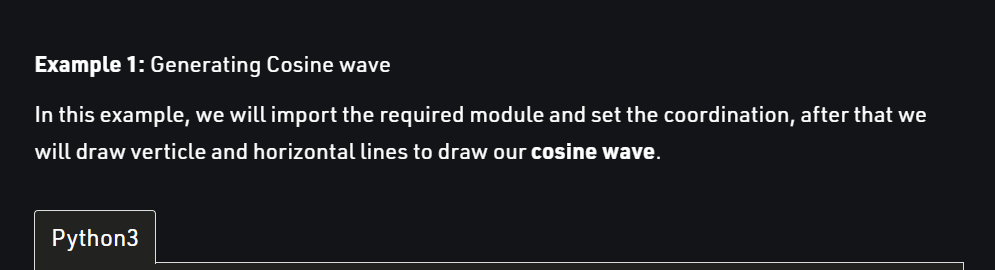 Example 1: Generating Cosine wave
In this example, we will import the required module and set the coordination, after that we
will draw verticle and horizontal lines to draw our cosine wave.
Python3